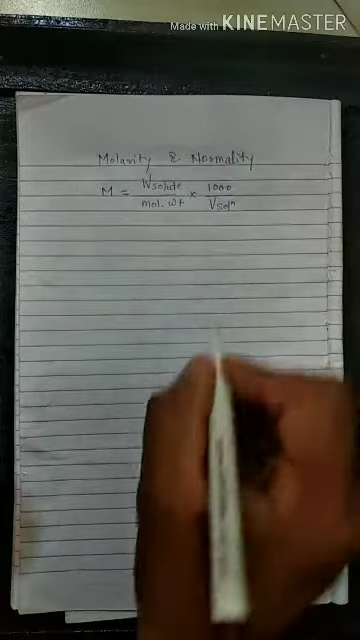 Made with KINEMASTER
Molarity & Normality
M = Wsolute / mol. wt × 1000 / Vsoln